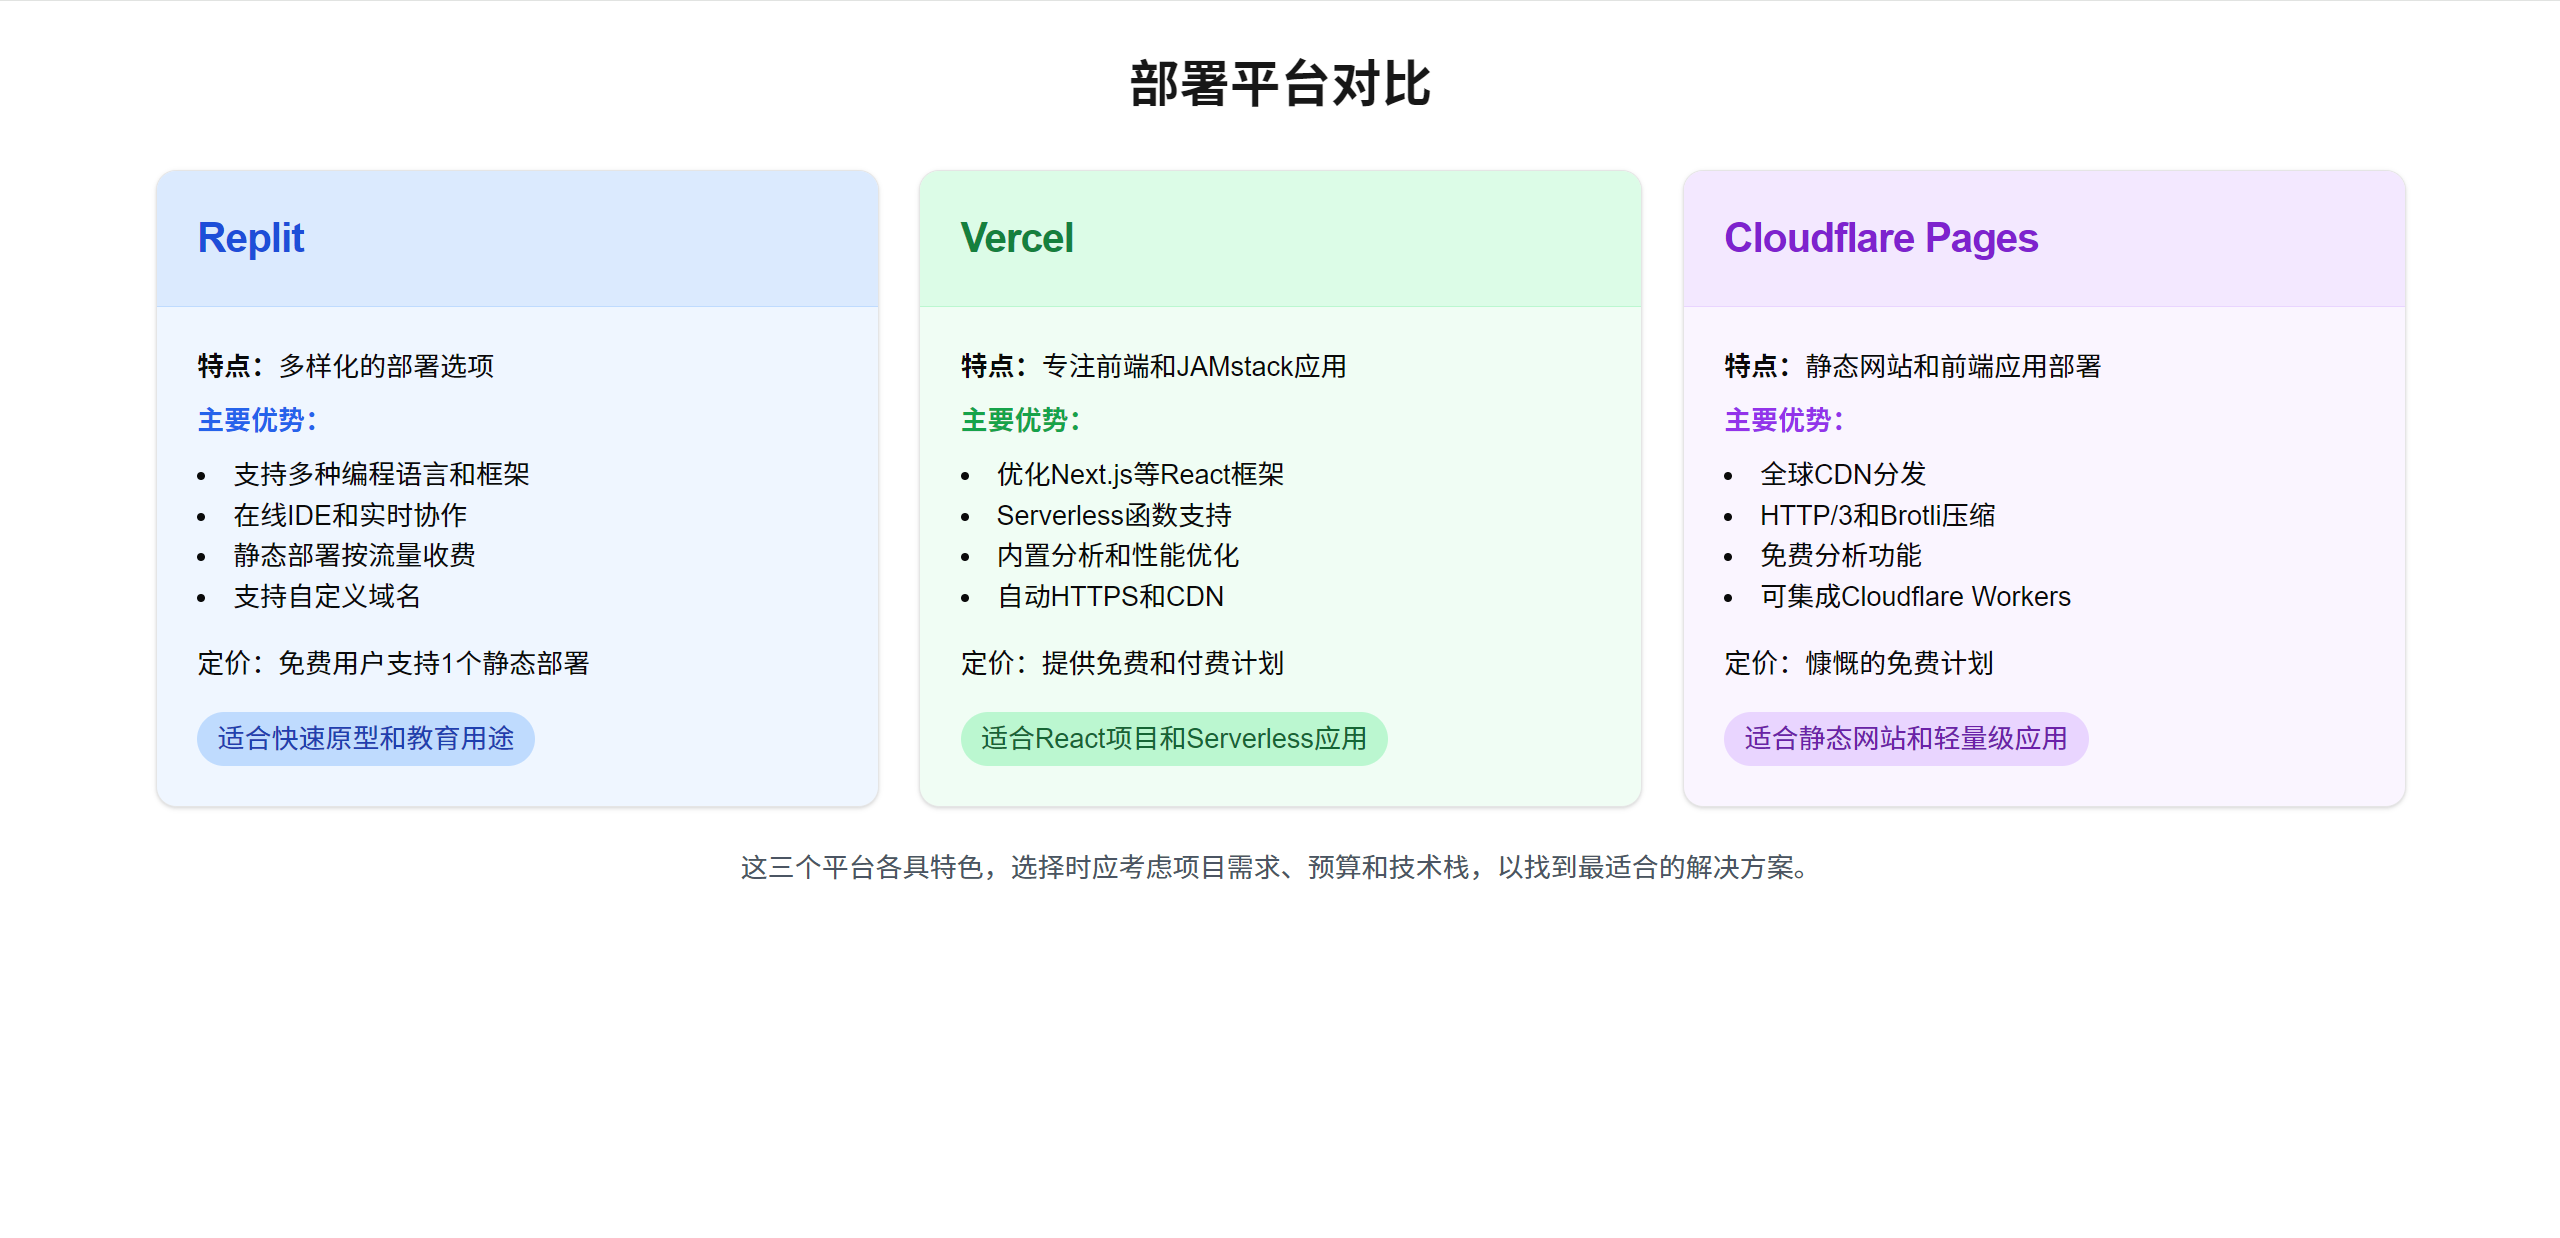 部署平台对比
Replit
特点：多样化的部署选项
主要优势：
支持多种编程语言和框架
在线IDE和实时协作
静态部署按流量收费
支持自定义域名
定价：免费用户支持1个静态部署
适合快速原型和教育用途
Vercel
特点：专注前端和JAMstack应用
主要优势：
优化Next.js等React框架
Serverless函数支持
内置分析和性能优化
自动HTTPS和CDN
定价：提供免费和付费计划
适合React项目和Serverless应用
Cloudflare Pages
特点：静态网站和前端应用部署
主要优势：
全球CDN分发
HTTP/3和Brotli压缩
免费分析功能
可集成Cloudflare Workers
定价：慷慨的免费计划
适合静态网站和轻量级应用
这三个平台各具特色，选择时应考虑项目需求、预算和技术栈，以找到最适合的解决方案。